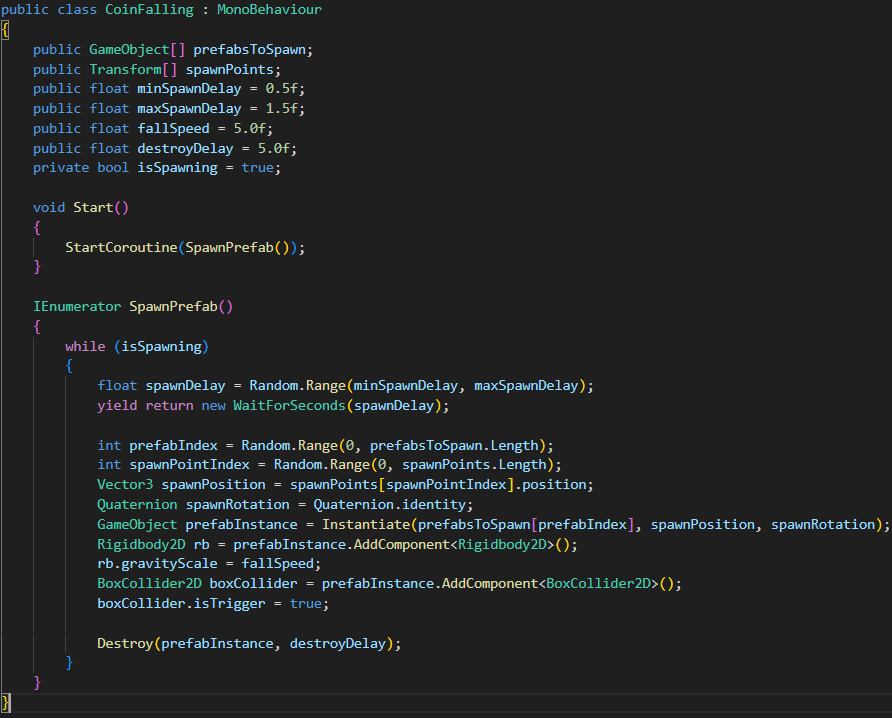 public class CoinFalling : MonoBehaviour
{
    public GameObject[] prefabsToSpawn;
    public Transform[] spawnPoints;
    public float minSpawnDelay = 0.5f;
    public float maxSpawnDelay = 1.5f;
    public float fallSpeed = 5.0f;
    public float destroyDelay = 5.0f;
    private bool isSpawning = true;

    void Start()
    {
        StartCoroutine(SpawnPrefab());
    }

    IEnumerator SpawnPrefab()
    {
        while (isSpawning)
        {
            float spawnDelay = Random.Range(minSpawnDelay, maxSpawnDelay);
            yield return new WaitForSeconds(spawnDelay);

            int prefabIndex = Random.Range(0, prefabsToSpawn.Length);
            int spawnPointIndex = Random.Range(0, spawnPoints.Length);
            Vector3 spawnPosition = spawnPoints[spawnPointIndex].position;
            Quaternion spawnRotation = Quaternion.identity;
            GameObject prefabInstance = Instantiate(prefabsToSpawn[prefabIndex], spawnPosition, spawnRotation);
            Rigidbody2D rb = prefabInstance.AddComponent<Rigidbody2D>();
            rb.gravityScale = fallSpeed;
            BoxCollider2D boxCollider = prefabInstance.AddComponent<BoxCollider2D>();
            boxCollider.isTrigger = true;

            Destroy(prefabInstance, destroyDelay);
        }
    }
}